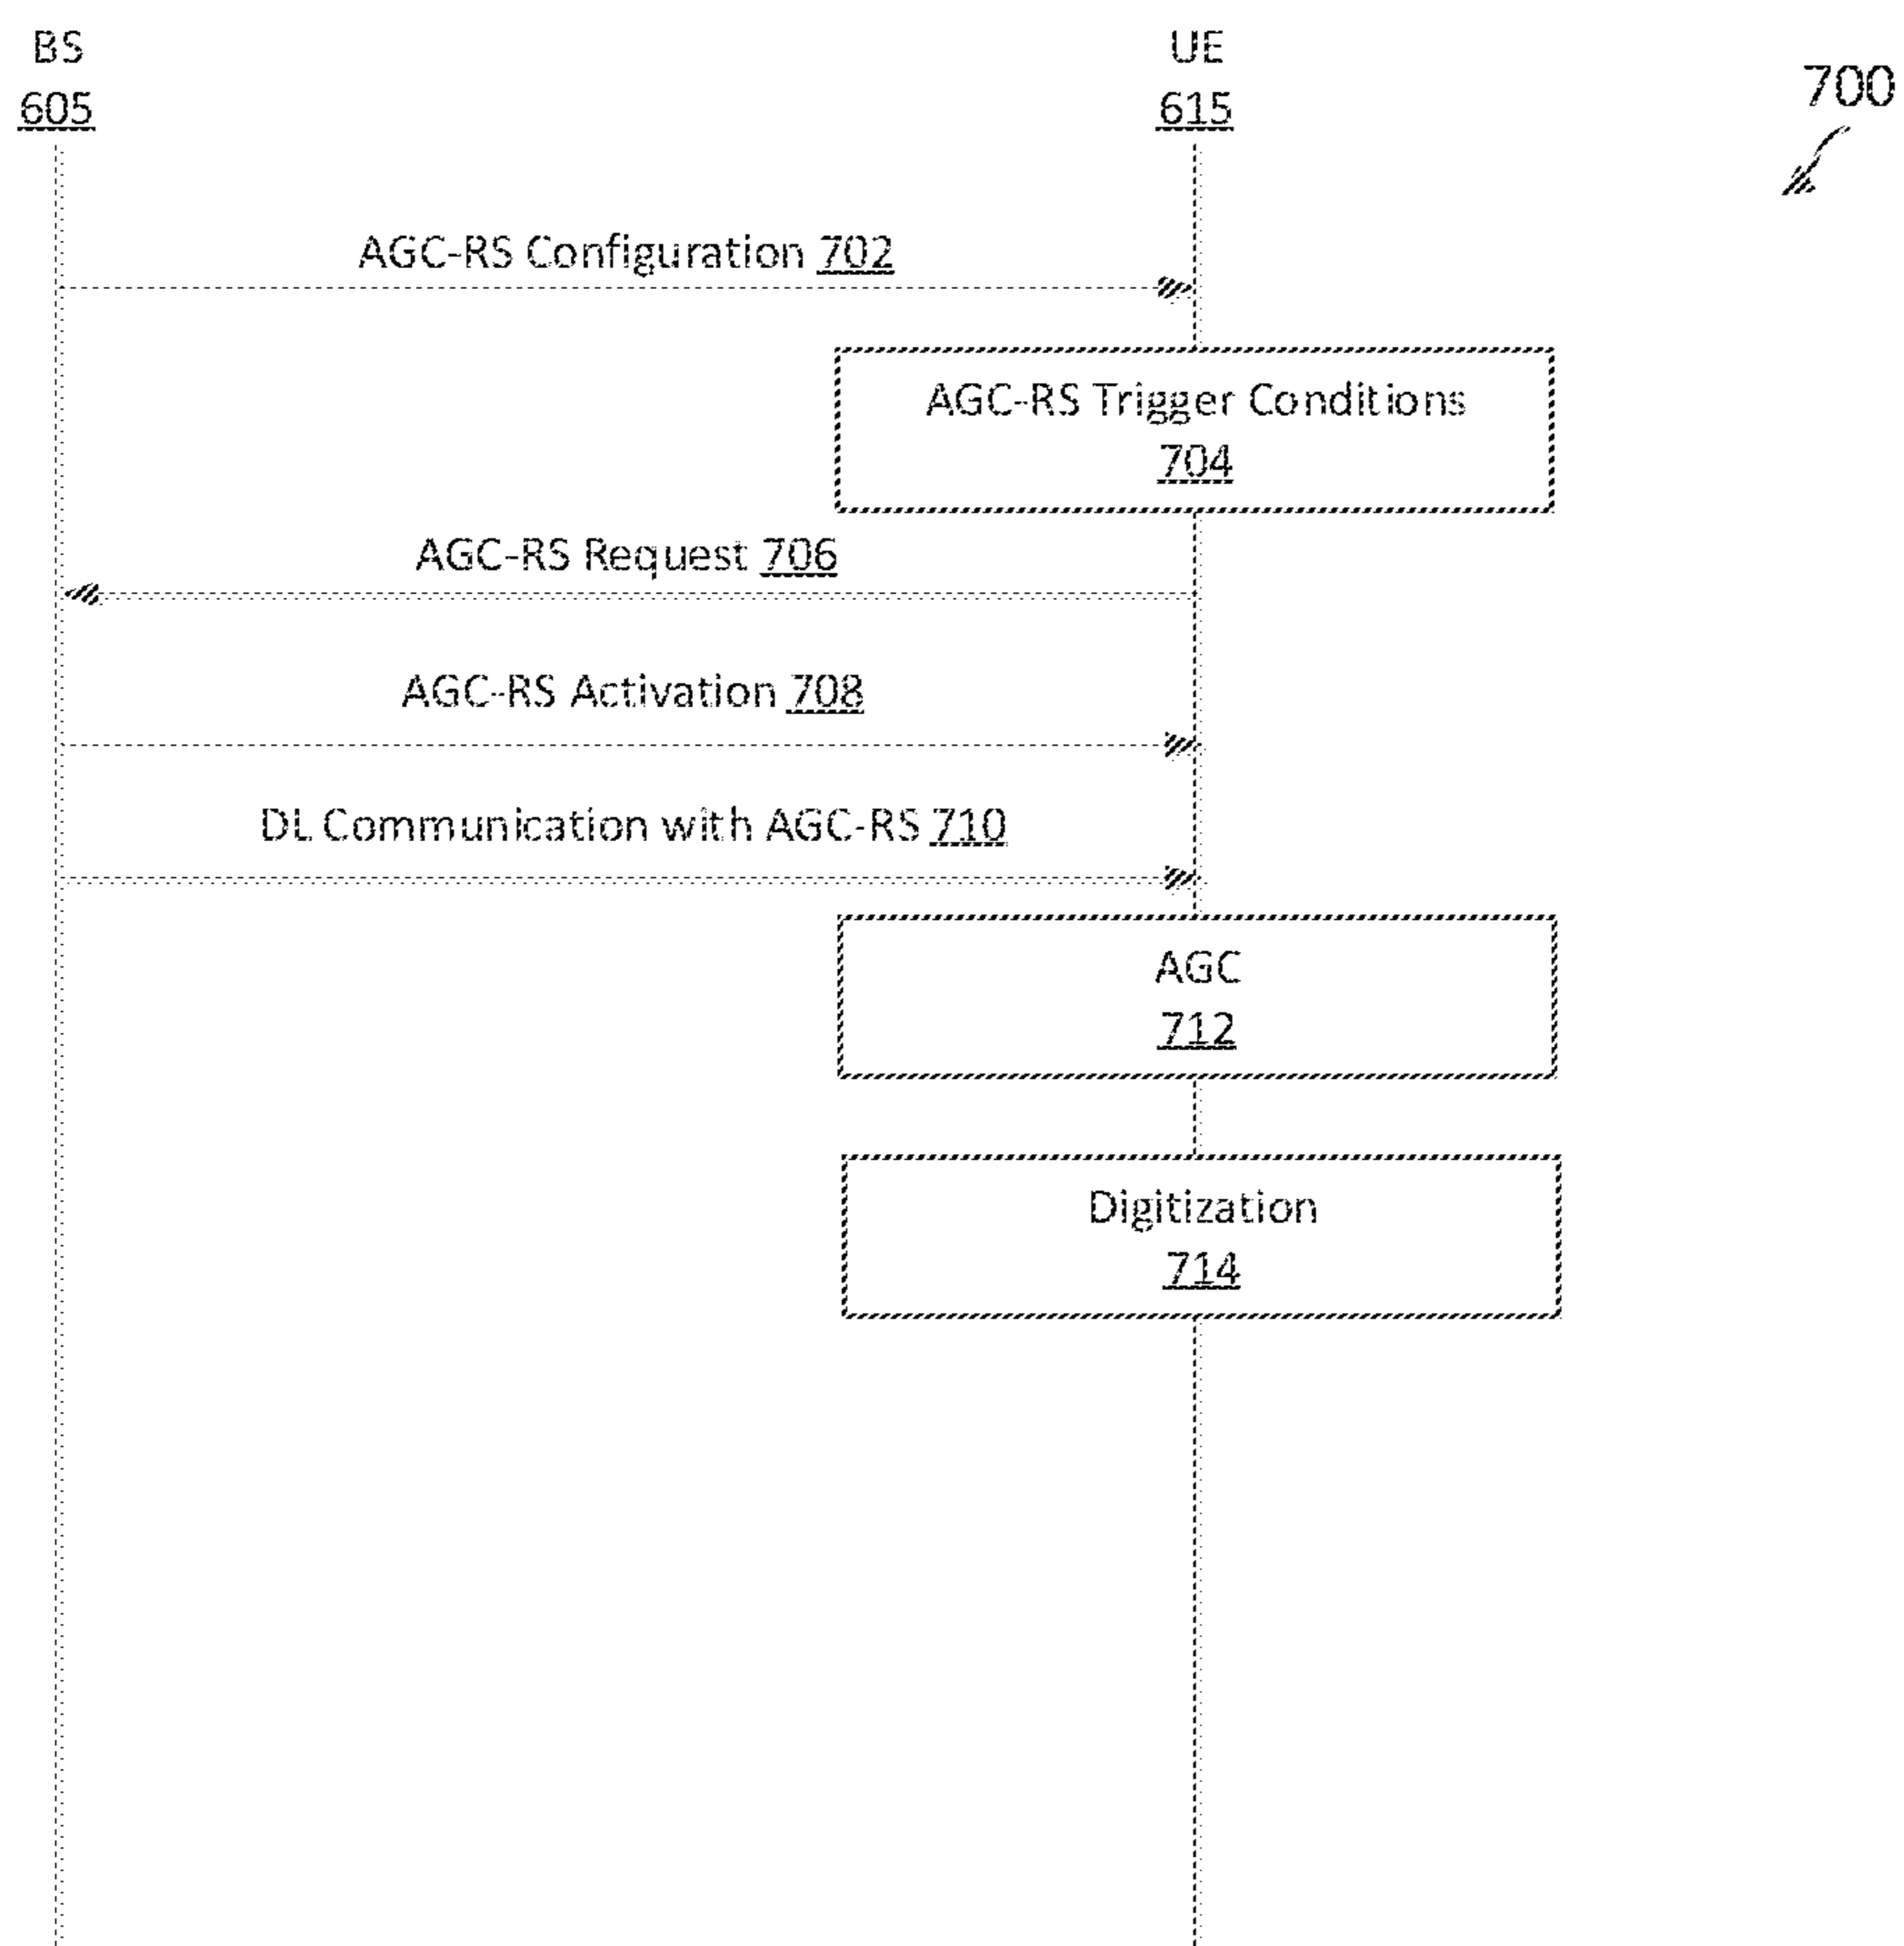 BS
605
UE
615
700
AGC-RS Configuration 702
AGC-RS Trigger Conditions
704
AGC-RS Request 706
AGC-RS Activation 708
DL Communication with AGC-RS 710
AGC
712
Digitization
714